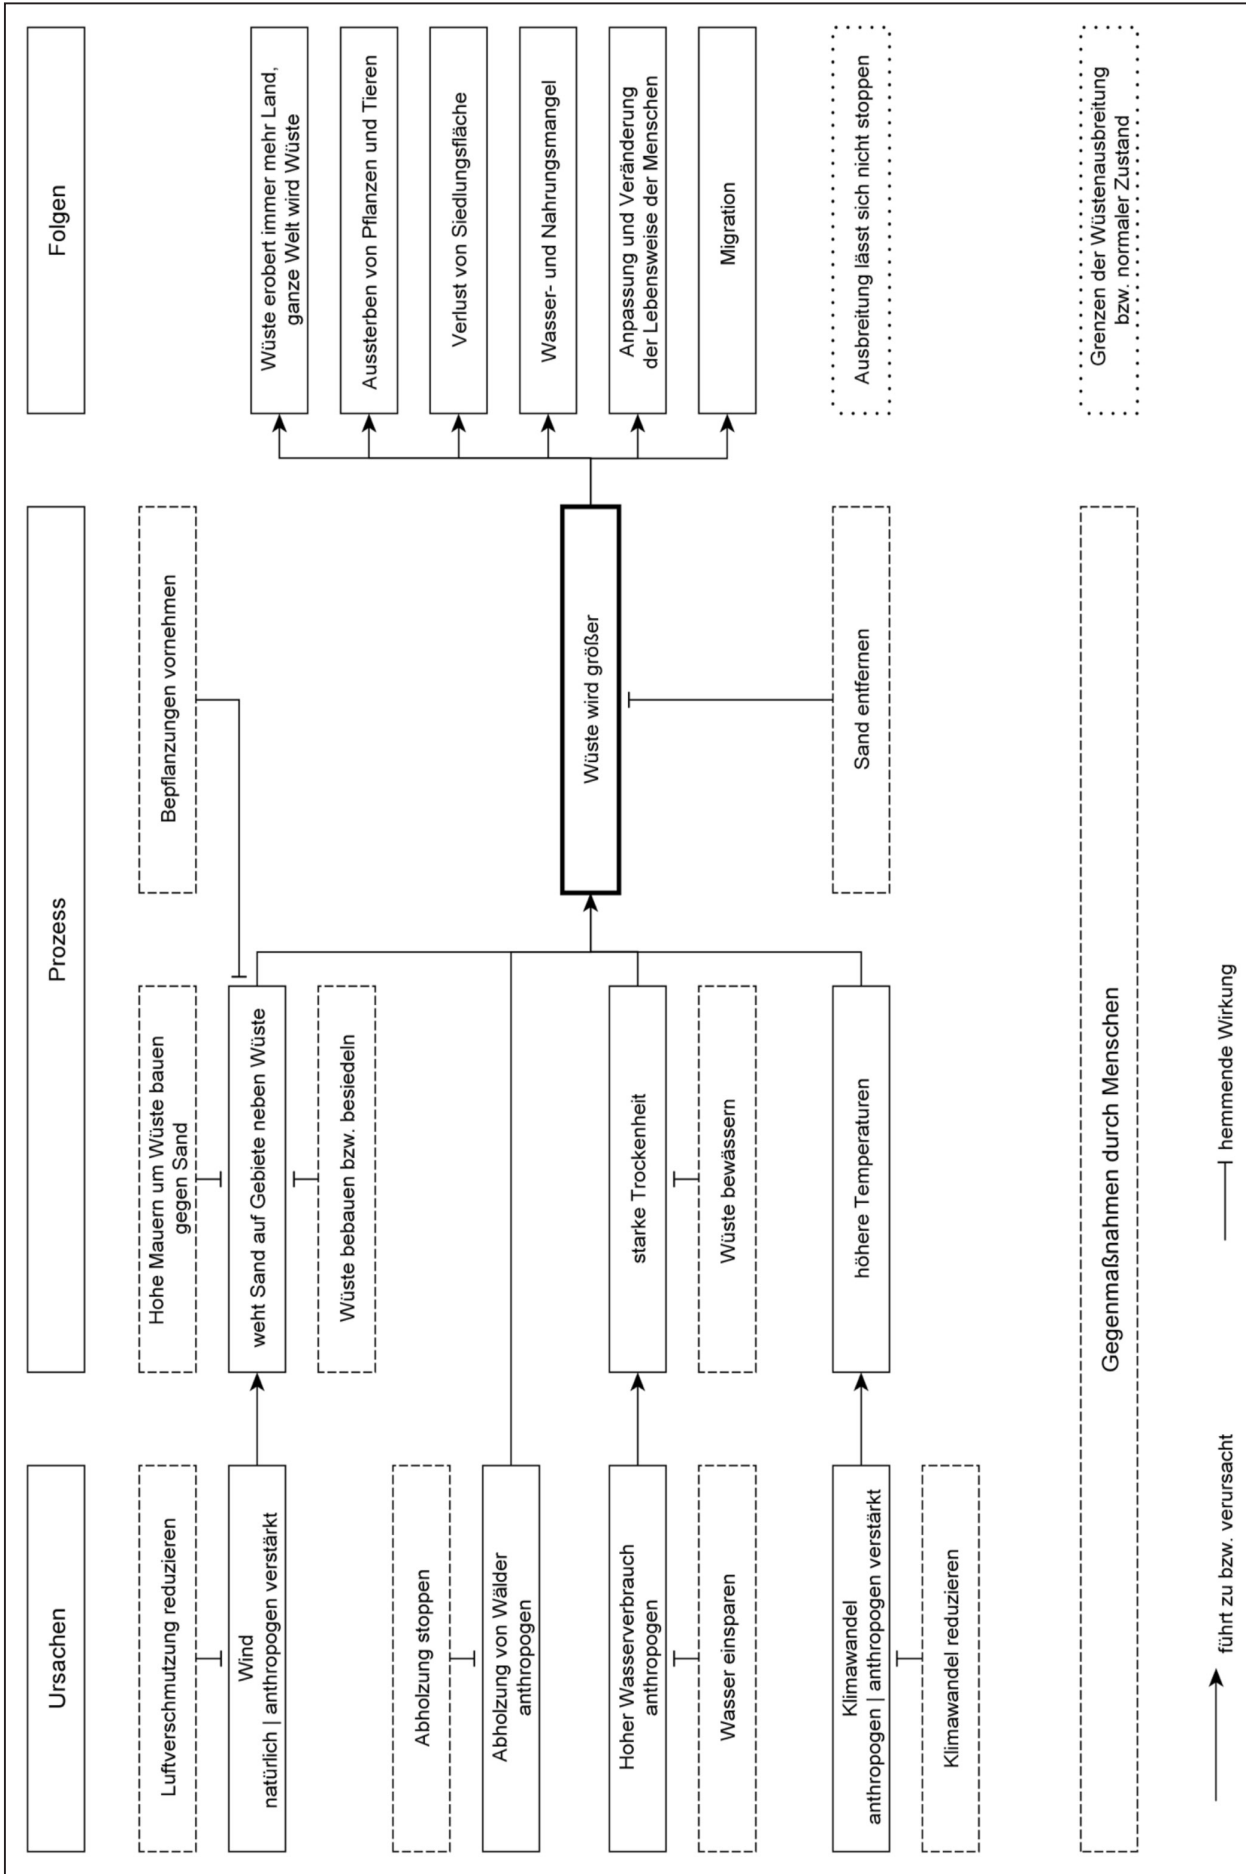 Ursachen
Prozess
Folgen
Luftverschmutzung reduzieren
Hohe Mauern um Wüste bauen
gegen Sand
Bepflanzungen vornehmen
Wind
natürlich | anthropogen verstärkt
weht Sand auf Gebiete neben Wüste
Wüste erobert immer mehr Land,
ganze Welt wird Wüste
Wüste bebauen bzw. besiedeln
Aussterben von Pflanzen und Tieren
Abholzung stoppen
Verlust von Siedlungsfläche
Abholzung von Wälder
anthropogen
Wüste wird größer
Wasser- und Nahrungsmangel
Hoher Wasserverbrauch
anthropogen
starke Trockenheit
Anpassung und Veränderung
der Lebensweise der Menschen
Wasser einsparen
Wüste bewässern
Migration
Klimawandel
anthropogen | anthropogen verstärkt
höhere Temperaturen
Sand entfernen
Ausbreitung lässt sich nicht stoppen
Klimawandel reduzieren
Gegenmaßnahmen durch Menschen
Grenzen der Wüstenausbreitung
bzw. normaler Zustand
führt zu bzw. verursacht
hemmende Wirkung